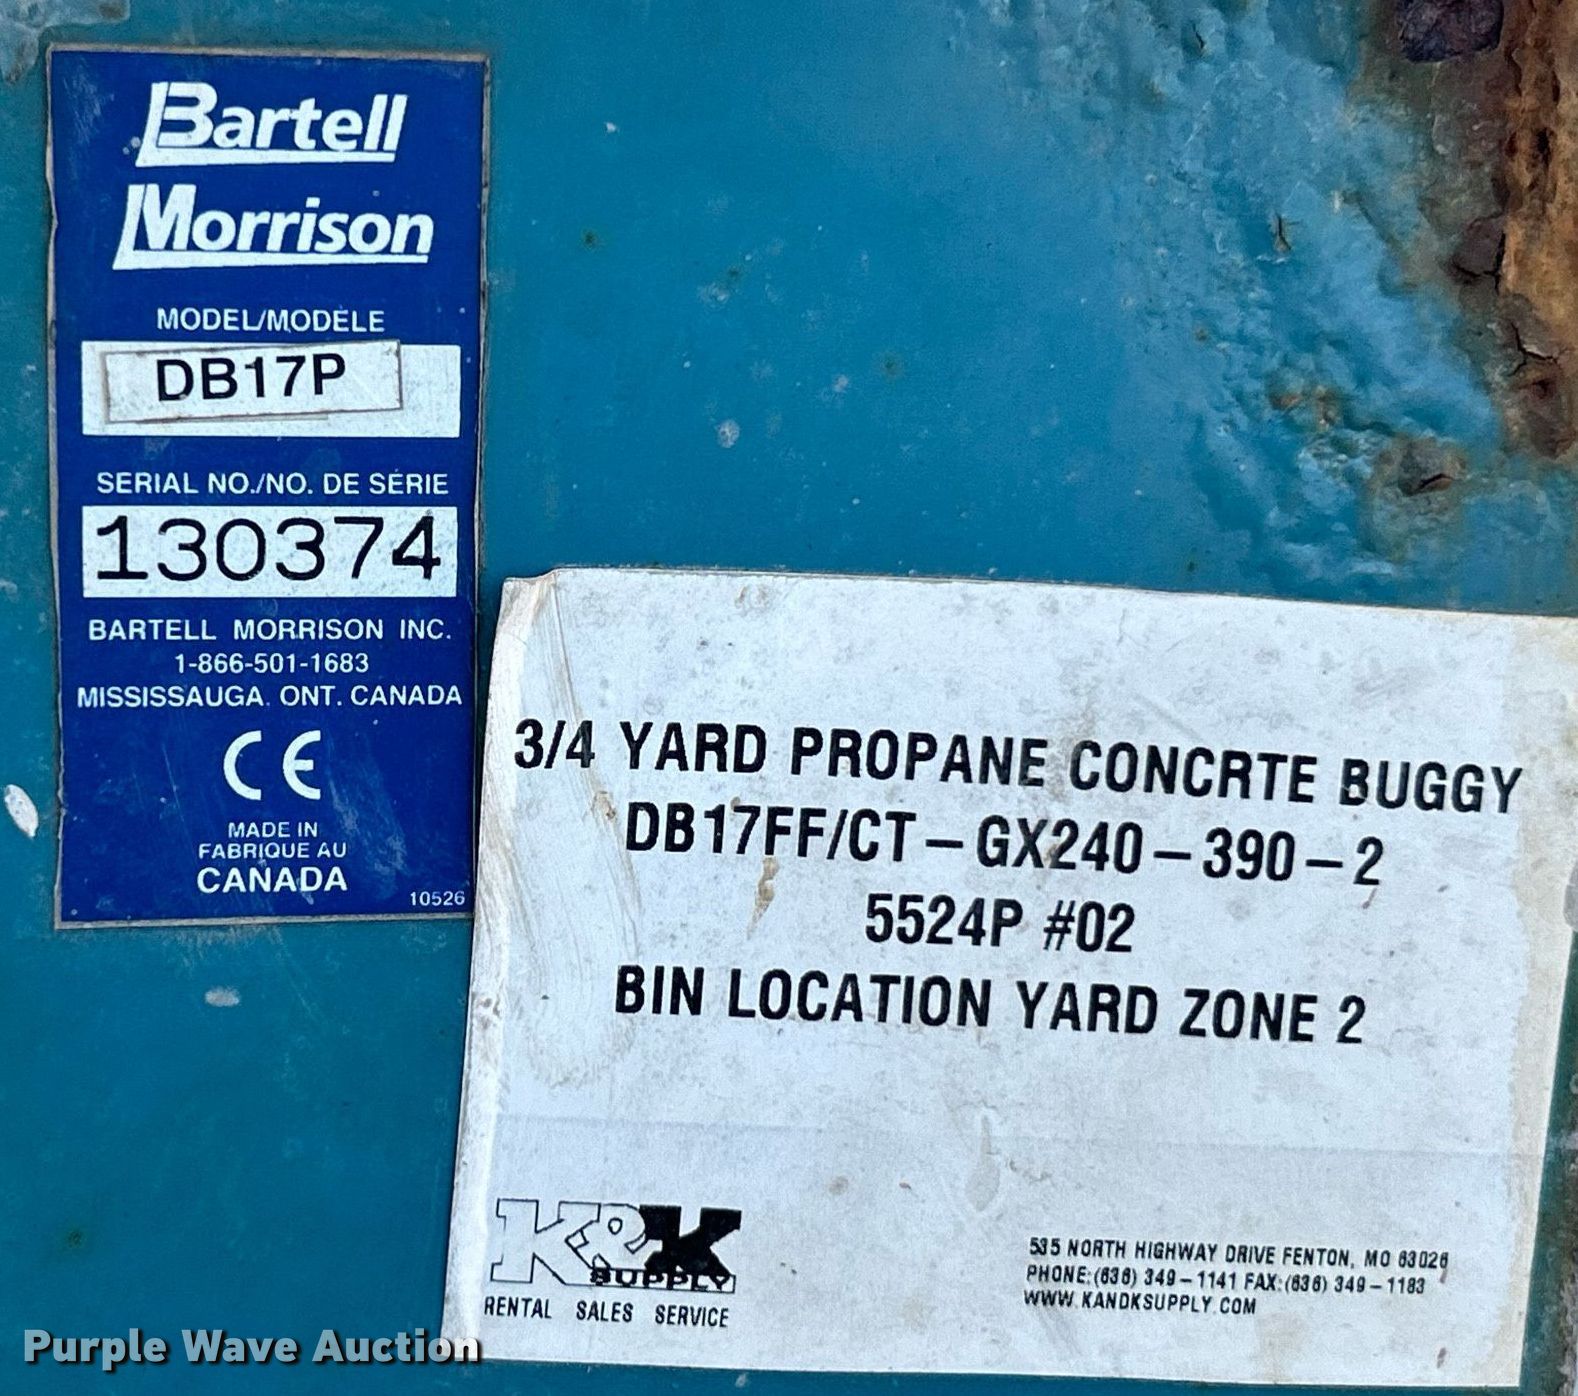 Bartell
Morrison
MODEL/MODÈLE
DB17P
SERIAL NO./NO. DE SÉRIE
130374
BARTELL MORRISON INC.
1-866-501-1683
MISSISSAUGA. ONT. CANADA
CE
MADE IN
FABRIQUE AU
CANADA
10526
3/4 YARD PROPANE CONCRTE BUGGY
DB17FF/CT-GX240-390-2
5524P #02
BIN LOCATION YARD ZONE 2
K&K
SUPPLY
RENTAL SALES SERVICE
535 NORTH HIGHWAY DRIVE FENTON, MO 63026
PHONE:(636) 349-1141 FAX:(636) 349-1183
WWW.KANDKSUPPLY.COM
Purple Wave Auction